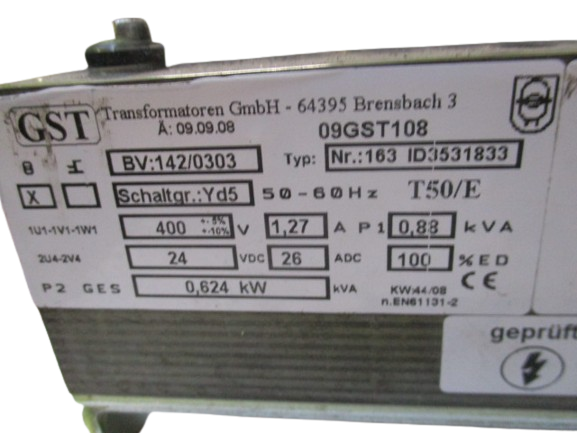 GST Transformatoren GmbH - 64395 Brensbach 3
Ä: 09.09.08 09GST108
BV:142/0303 Typ: Nr.:163 ID3531833
X Schaltgr.:Yd5 50-60Hz T50/E
1U1-1V1-1W1 400 +-5% +-10% V 1,27 A P1 0,88 kVA
2U4-2V4 24 VDC 26 ADC 100 %ED
P2 GES 0,624 kW kVA KW:44/08 CE
n.EN61131-2
geprüft